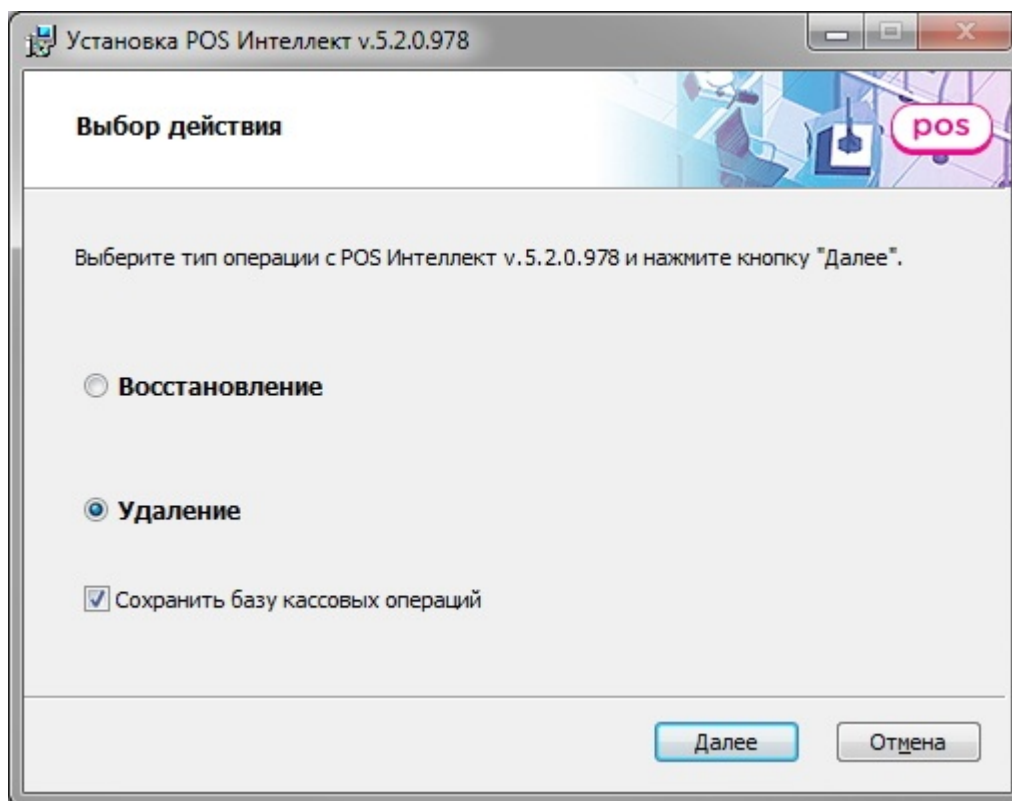 Установка POS Интеллект v.5.2.0.978
Выбор действия
pos
Выберите тип операции с POS Интеллект v.5.2.0.978 и нажмите кнопку "Далее".
Восстановление
Удаление
Сохранить базу кассовых операций
Далее
Отмена